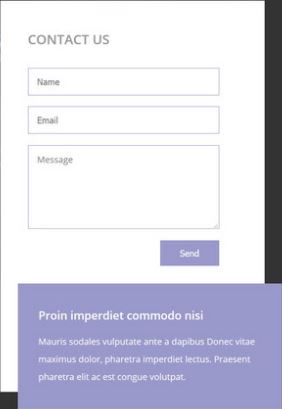 CONTACT US
Name
Email
Message
Send
Proin imperdiet commodo nisi
Mauris sodales vulputate ante a dapibus Donec vitae
maximus dolor, pharetra imperdiet lectus. Praesent
pharetra elit ac est congue volutpat.